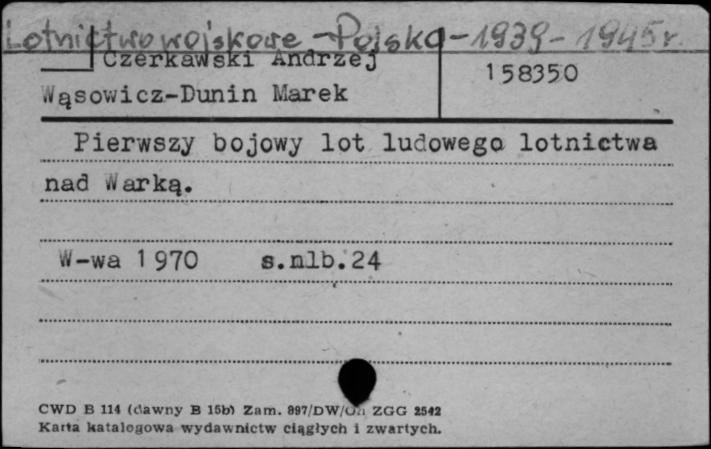 Lotnictwo wojskowe - Polska - 1939 - 1945 r.
Czerkawski Andrzej
158350
Wąsowicz-Dunin Marek
Pierwszy bojowy lot ludowego lotnictwa
nad Warką.
W-wa 1970 s.nlb.24
CWD B 114 (dawny B 15b) Zam. 897/DW/ ZGG 2542
Karta katalogowa wydawnictw ciągłych i zwartych.